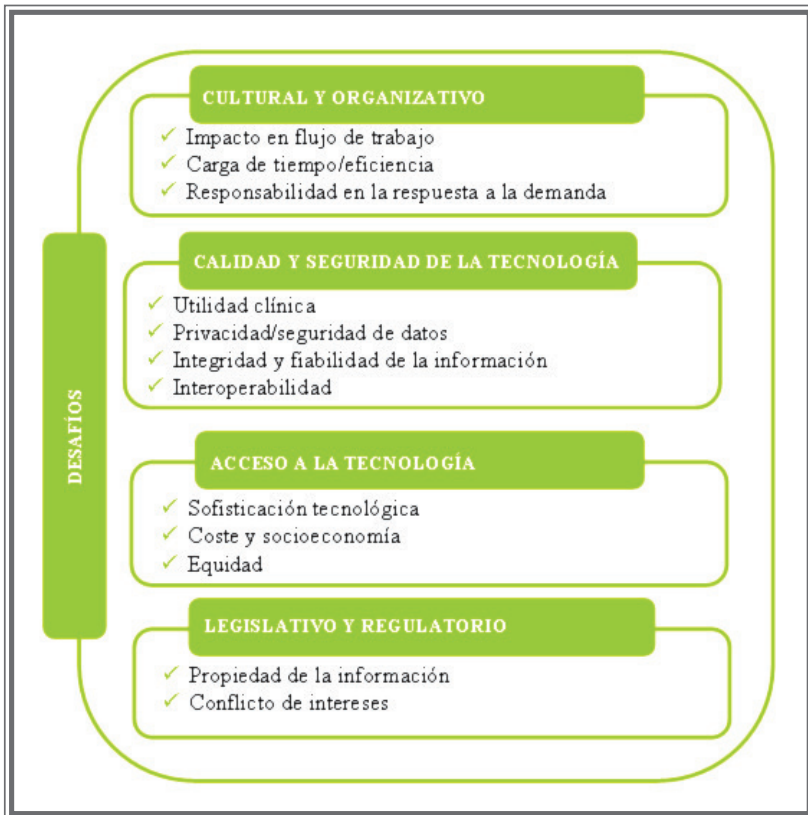 DESAFÍOS
CULTURAL Y ORGANIZATIVO
✓ Impacto en flujo de trabajo
✓ Carga de tiempo/eficiencia
✓ Responsabilidad en la respuesta a la demanda
CALIDAD Y SEGURIDAD DE LA TECNOLOGÍA
✓ Utilidad clínica
✓ Privacidad/seguridad de datos
✓ Integridad y fiabilidad de la información
✓ Interoperabilidad
ACCESO A LA TECNOLOGÍA
✓ Sofisticación tecnológica
✓ Coste y socioeconomía
✓ Equidad
LEGISLATIVO Y REGULATORIO
✓ Propiedad de la información
✓ Conflicto de intereses